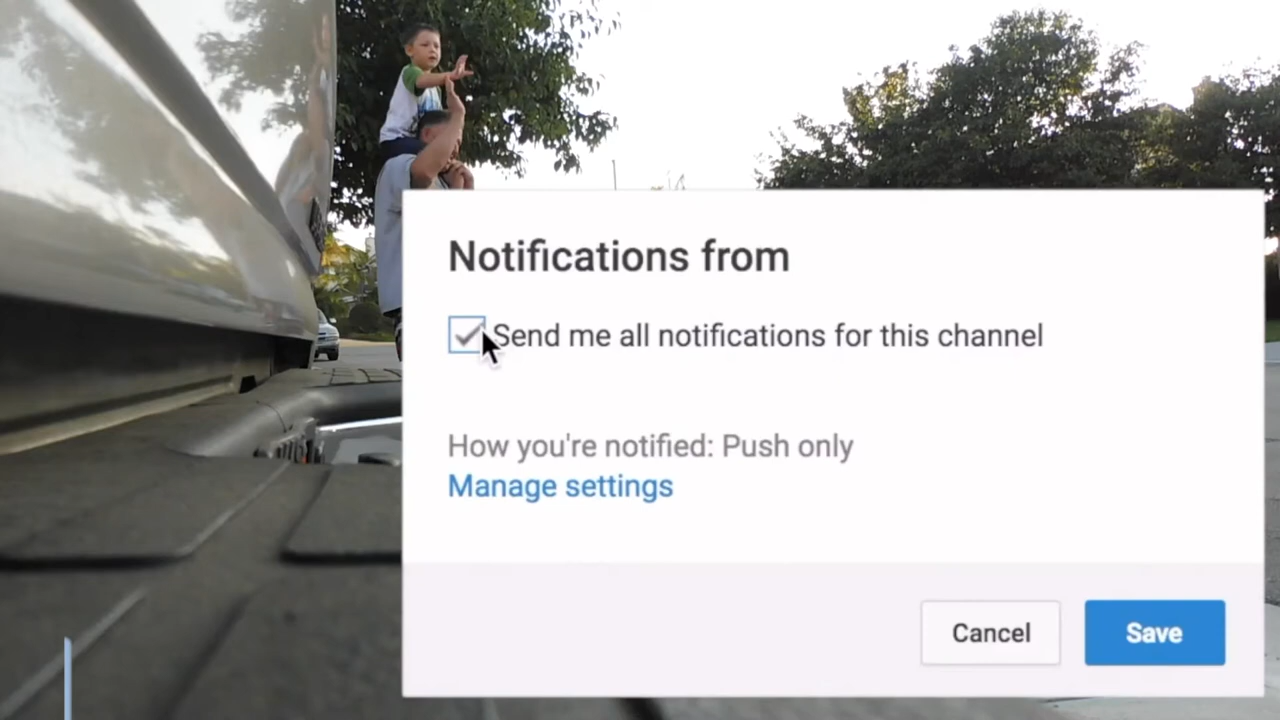 Notifications from
Send me all notifications for this channel
How you're notified: Push only
Manage settings
Cancel
Save